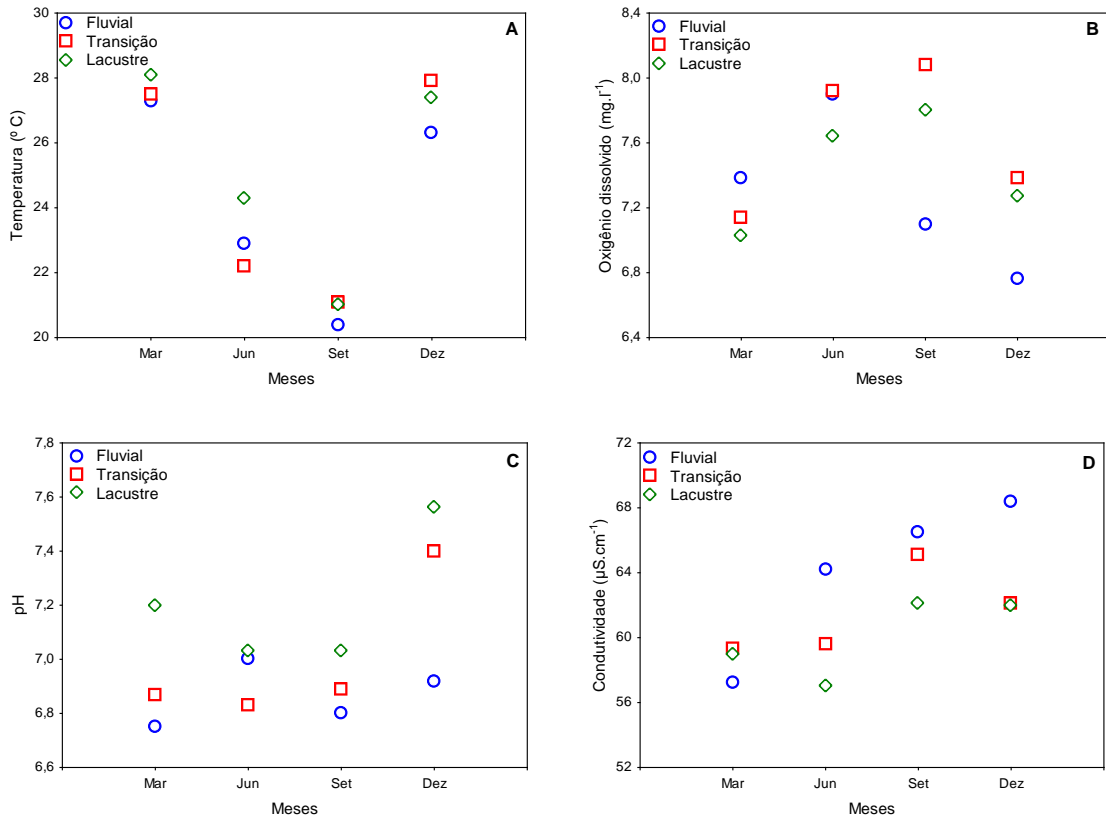 A
Fluvial
Transição
Lacustre
Temperatura (º C)
30
28
26
24
22
20
Mar Jun Set Dez
Meses
B
Fluvial
Transição
Lacustre
Oxigênio dissolvido (mg.l-1)
8,4
8,0
7,6
7,2
6,8
6,4
Mar Jun Set Dez
Meses
C
Fluvial
Transição
Lacustre
pH
7,8
7,6
7,4
7,2
7,0
6,8
6,6
Mar Jun Set Dez
Meses
D
Fluvial
Transição
Lacustre
Condutividade (µS.cm-1)
72
68
64
60
56
52
Mar Jun Set Dez
Meses